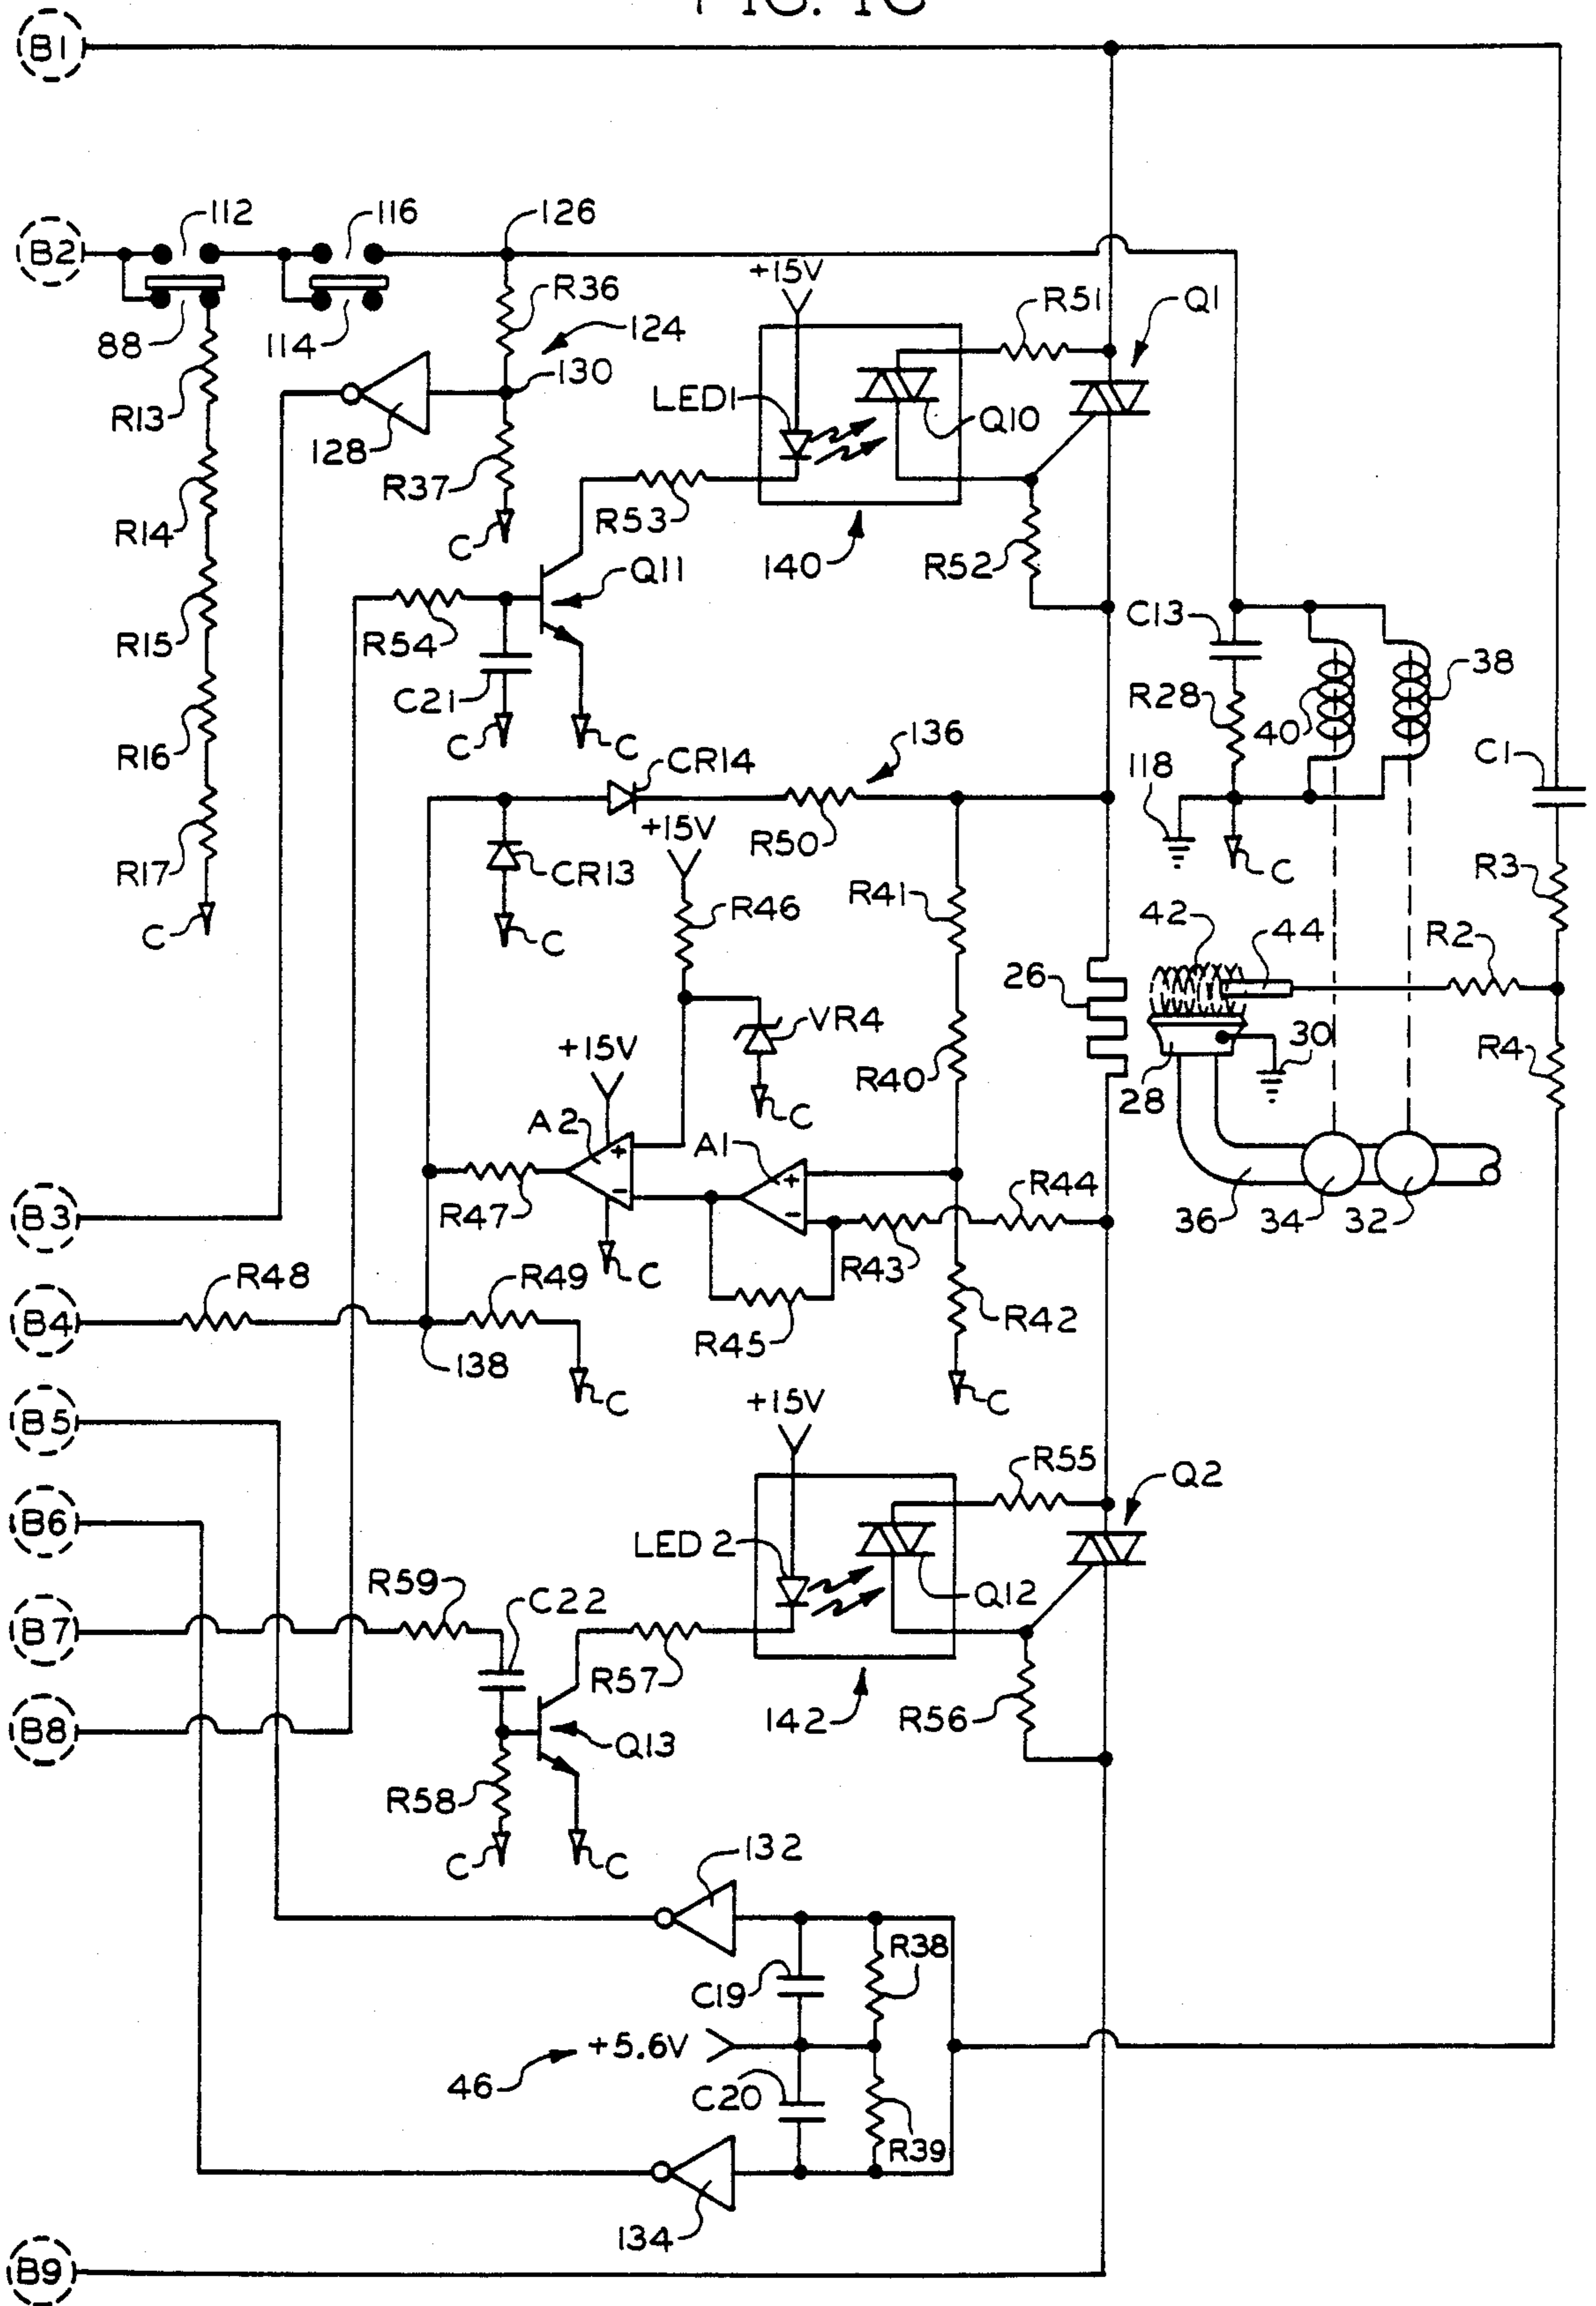 FIG. 1C
B1
112
116
126
B2
+15V
R36
R51
Q1
88
114
124
130
R13
LED1
Q10
128
R37
R14
R53
C
140
R52
Q11
C13
R15
R54
38
C21
R28
40
C
C
136
C1
R16
CR14
118
+15V
R50
R17
CR13
R41
C
R3
R46
42
44
R2
C
C
26
VR4
+15V
30
R4
R40
28
C
A2
A1
R44
B3
R47
36
34
32
C
R43
R48
R49
B4
R42
R45
138
C
C
B5
+15V
R55
Q2
B6
LED 2
R59
C22
Q12
B7
R57
R56
142
B8
Q13
R58
C
C
132
R38
C19
+5.6V
46
C20
R39
134
B9